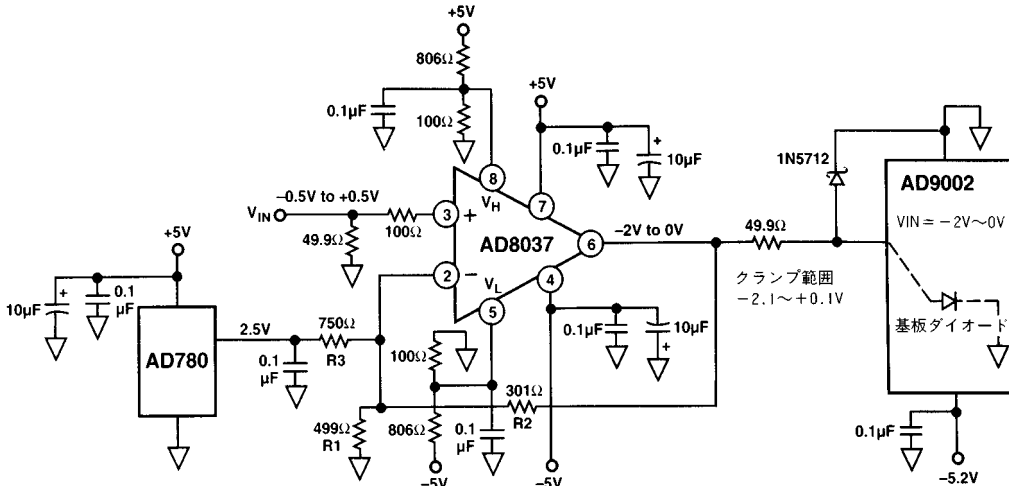 +5V
806Ω
0.1µF
100Ω
+5V
0.1µF
+
10µF
8
VH
7
-0.5V to +0.5V
VIN
3
+
100Ω
49.9Ω
AD8037
6
-2V to 0V
2
-
VL
4
5
1N5712
AD9002
VIN=-2V~0V
49.9Ω
クランプ範囲
-2.1~+0.1V
基板ダイオード
+5V
10µF
+
0.1
µF
AD780
2.5V
750Ω
R3
0.1
µF
100Ω
0.1µF
10µF
+
301Ω
R2
499Ω
R1
806Ω
0.1
µF
-5V
-5V
0.1µF
-5.2V